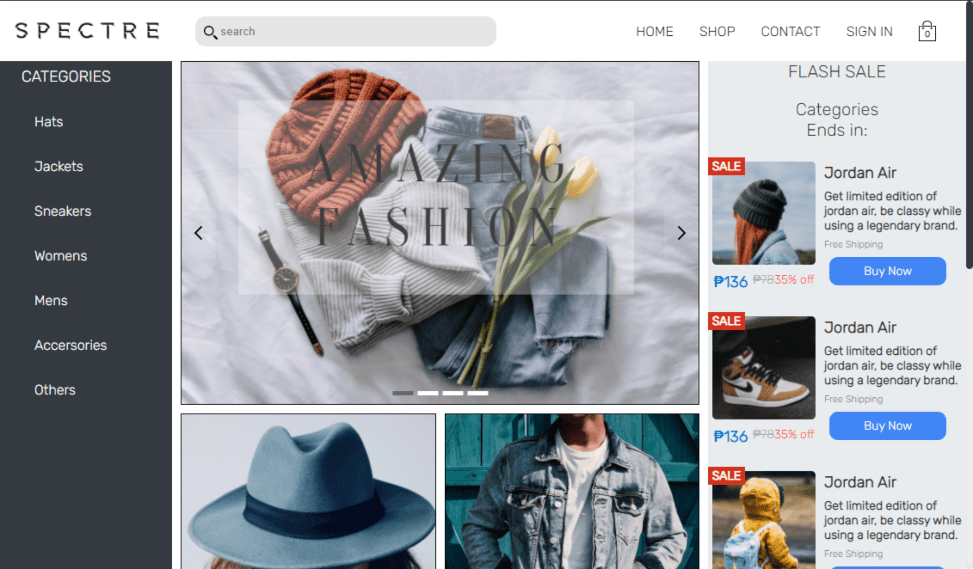 SPECTRE
search
HOME
SHOP
CONTACT
SIGN IN
0
CATEGORIES
Hats
Jackets
Sneakers
Womens
Mens
Accersories
Others
AMAZING
FASHION
FLASH SALE
Categories
Ends in:
SALE
Jordan Air
Get limited edition of
jordan air, be classy while
using a legendary brand.
Free Shipping
₱136 ₱7835% off
Buy Now
SALE
Jordan Air
Get limited edition of
jordan air, be classy while
using a legendary brand.
Free Shipping
₱136 ₱7835% off
Buy Now
SALE
Jordan Air
Get limited edition of
jordan air, be classy while
using a legendary brand.
Free Shipping